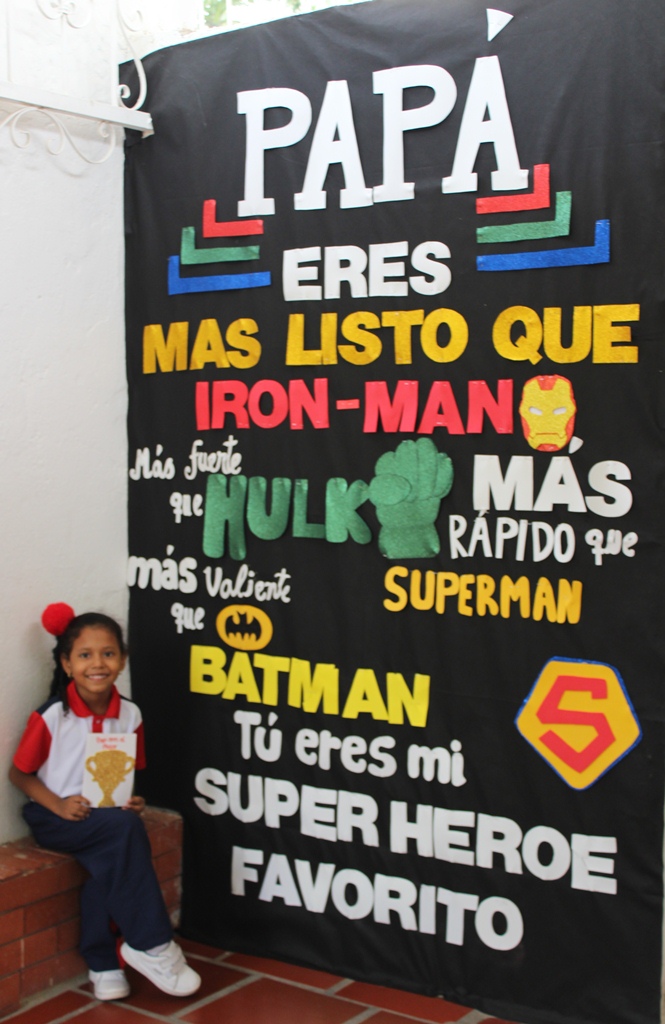 PAPÁ
ERES
MAS LISTO QUE
IRON-MAN
Más fuerte
que
HULK
MÁS
RÁPIDO que
SUPERMAN
más valiente
que
BATMAN
S
Tú eres mi
SUPER HEROE
FAVORITO